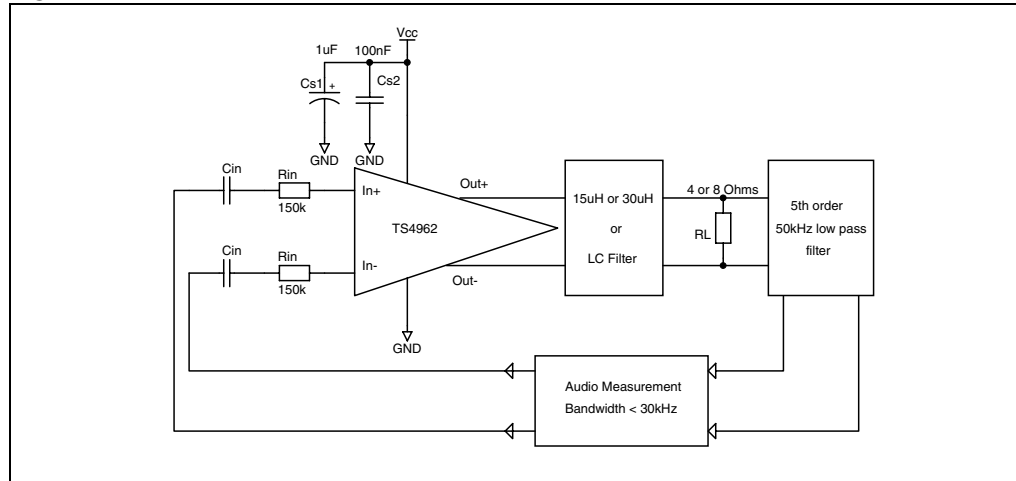 Vcc
1uF 100nF
Cs1 + Cs2
GND GND
Cin Rin
150k
In+
Out+
TS4962
Cin Rin
150k
In-
Out-
GND
15uH or 30uH
or
LC Filter
4 or 8 Ohms
RL
5th order
50kHz low pass
filter
Audio Measurement
Bandwidth < 30kHz